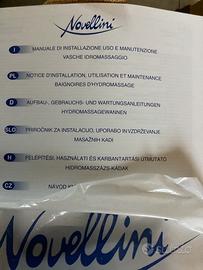 Novellini
I MANUALE DI INSTALLAZIONE USO E MANUTENZIONE
VASCHE IDROMASSAGGIO
PL NOTICE D'INSTALLATION, UTILISATION ET MAINTENANCE
BAIGNOIRES D'HYDROMASSAGE
D AUFBAU-, GEBRAUCHS- UND WARTUNGSANLEITUNGEN
HYDROMASSAGEWANNEN
SLO PRIROČNIK ZA INSTALACIJO, UPORABO IN VZDRŽEVANJE
MASAŽNIH KADI
H FELÉPÍTÉSI, HASZNÁLATI ÉS KARBANTARTÁSI ÚTMUTATÓ
HIDROMASSZÁZS-KÁDAK
CZ NÁVOD K
Novellini